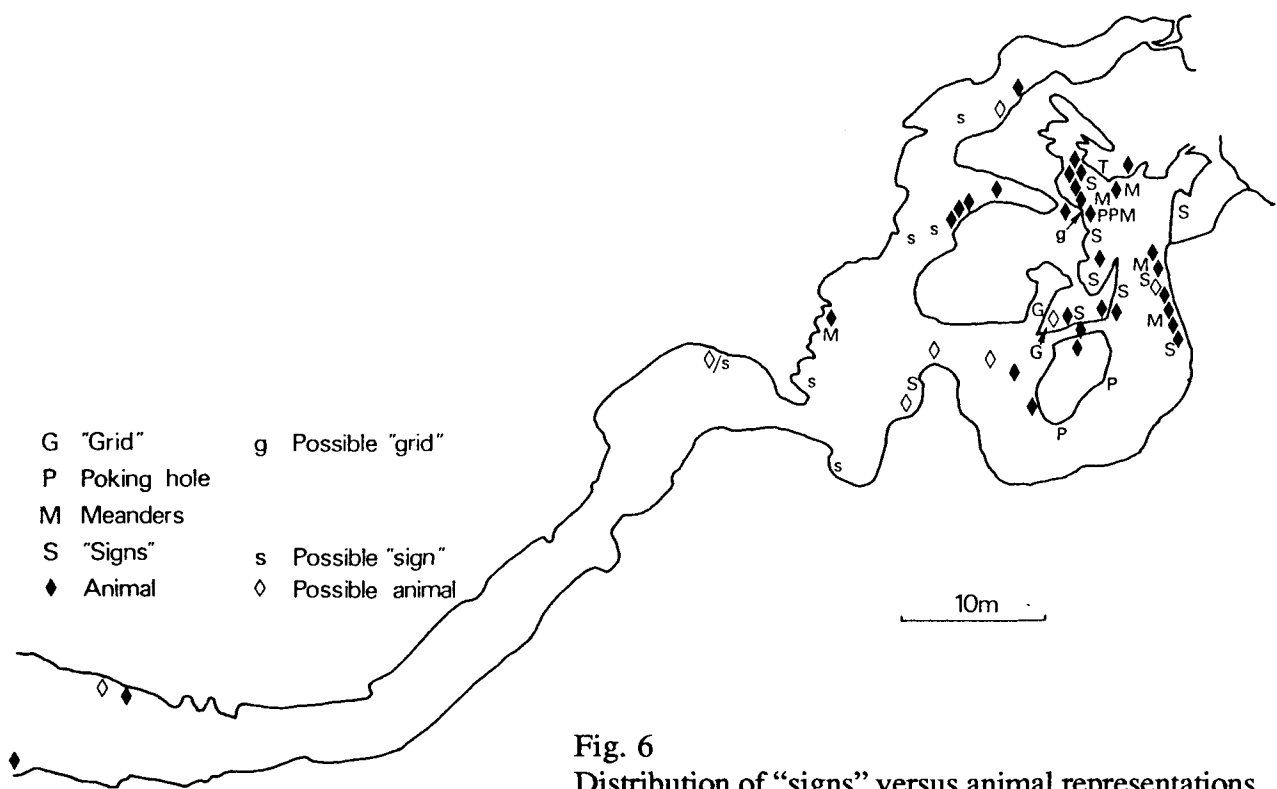 s
T
S M
M
PPM
g S
S
s s
M
S
S
S
G S
M
G
S
M
◊/s
s
S
P
P
s
G "Grid" g Possible "grid"
P Poking hole
M Meanders
S "Signs" s Possible "sign"
♦ Animal ◊ Possible animal
10m
Fig. 6
Distribution of "signs" versus animal representations